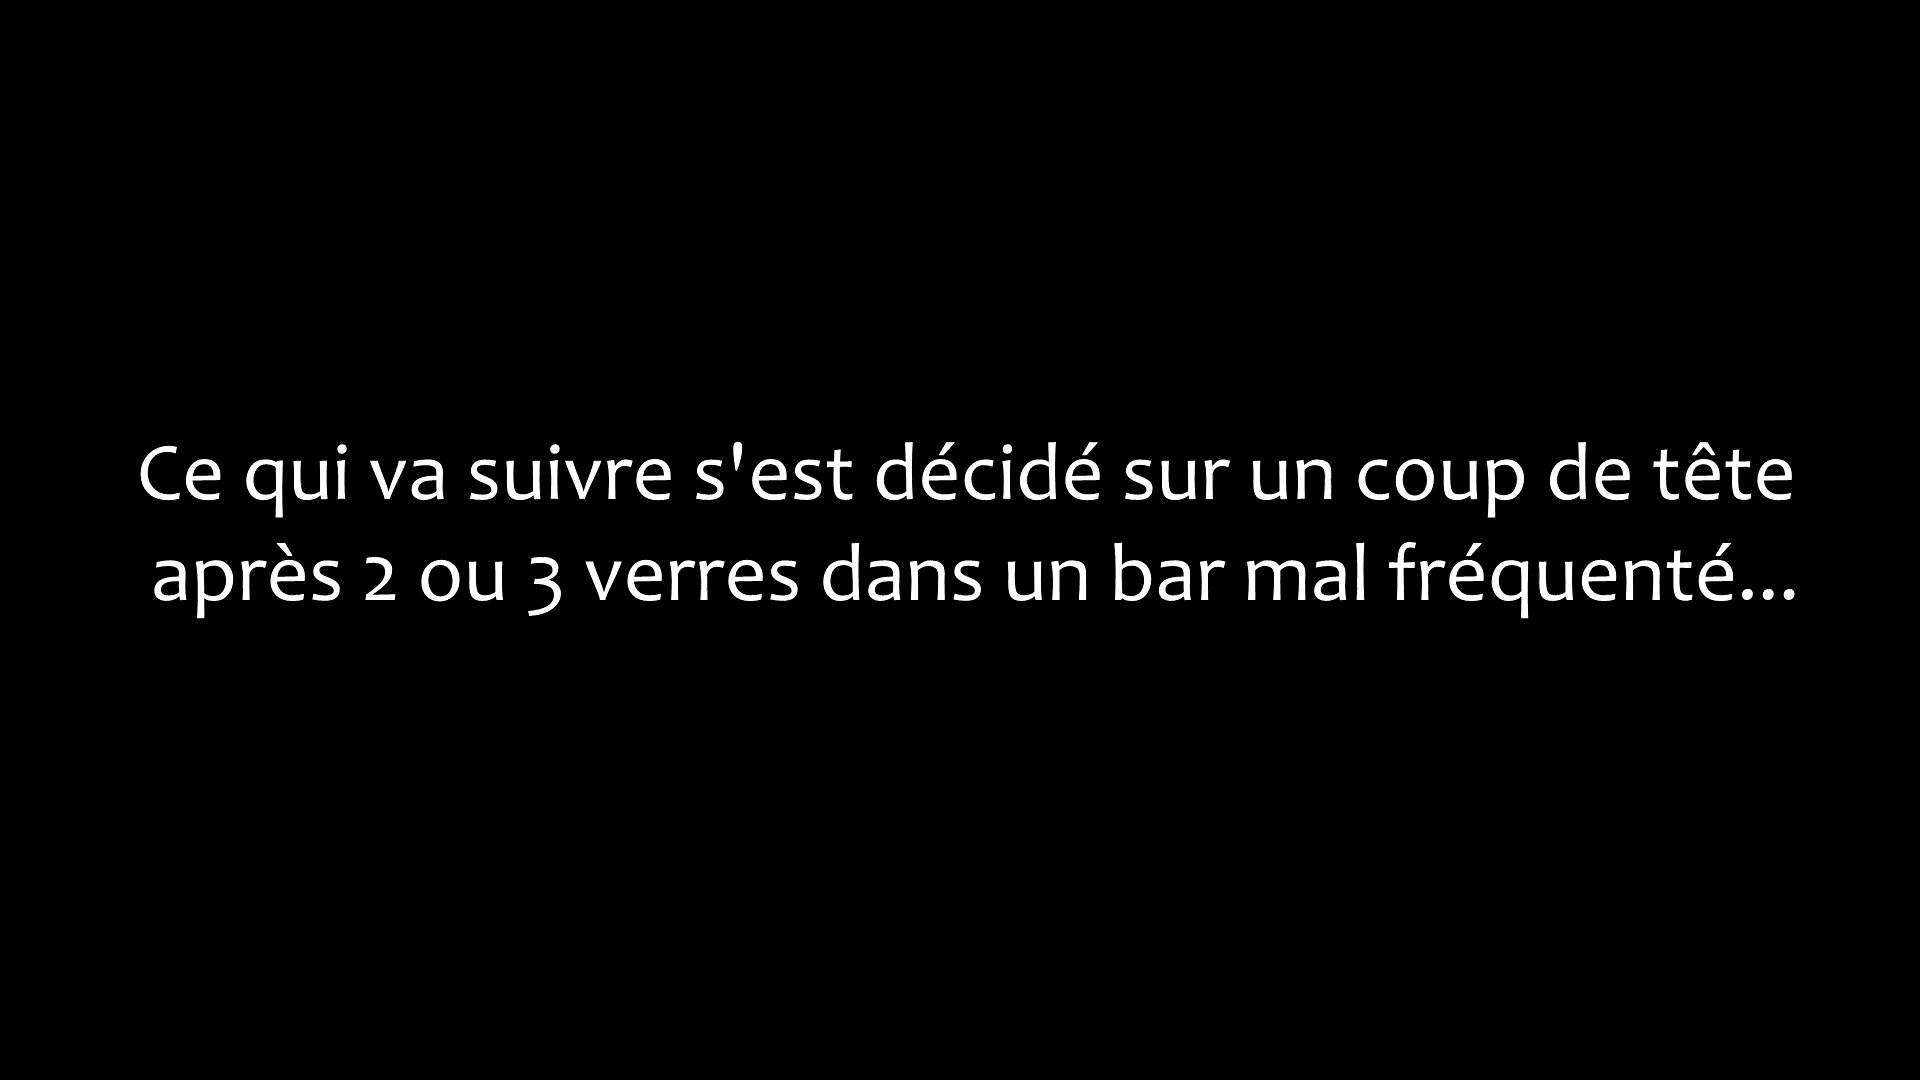 Ce qui va suivre s'est décidé sur un coup de tête
après 2 ou 3 verres dans un bar mal fréquenté...